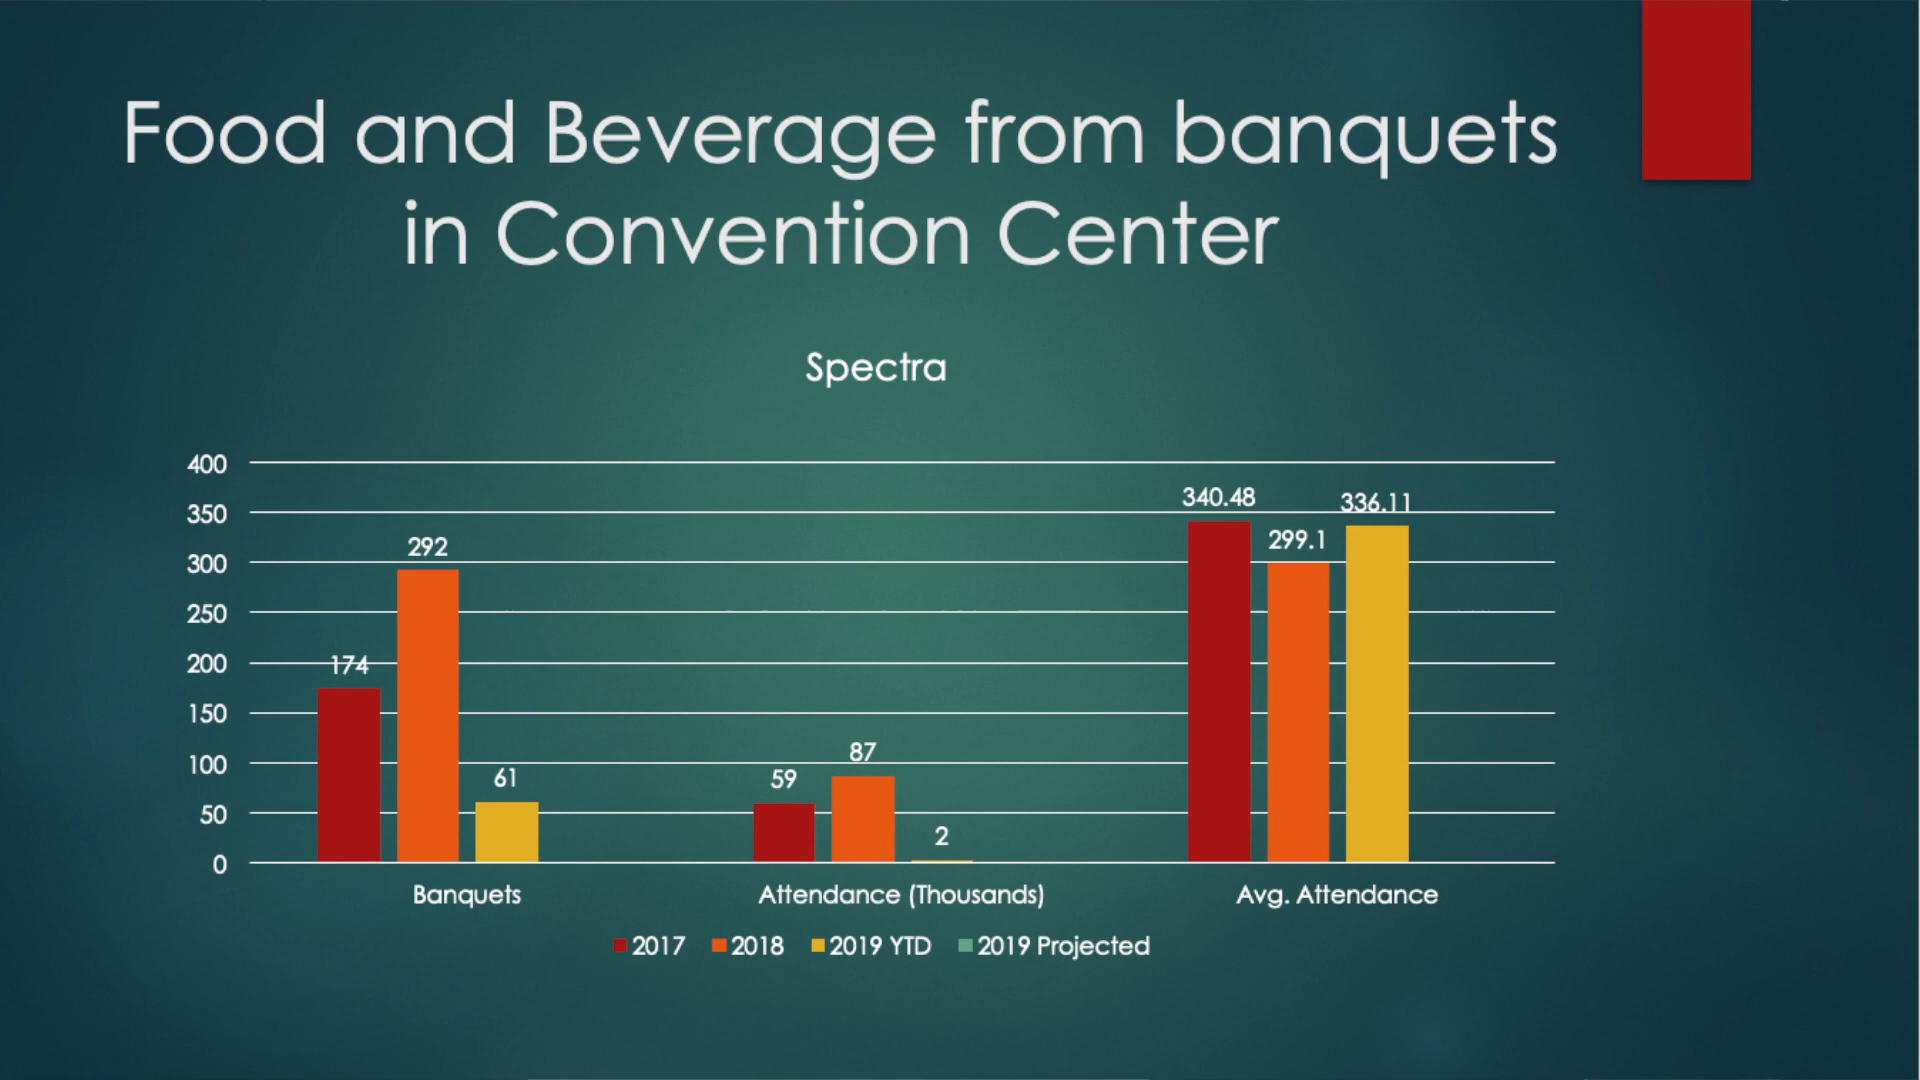 Food and Beverage from banquets
in Convention Center
Spectra
400
350
300
250
200
150
100
50
0
174
292
61
59
87
2
340.48
299.1
336.11
Banquets
Attendance (Thousands)
Avg. Attendance
2017
2018
2019 YTD
2019 Projected